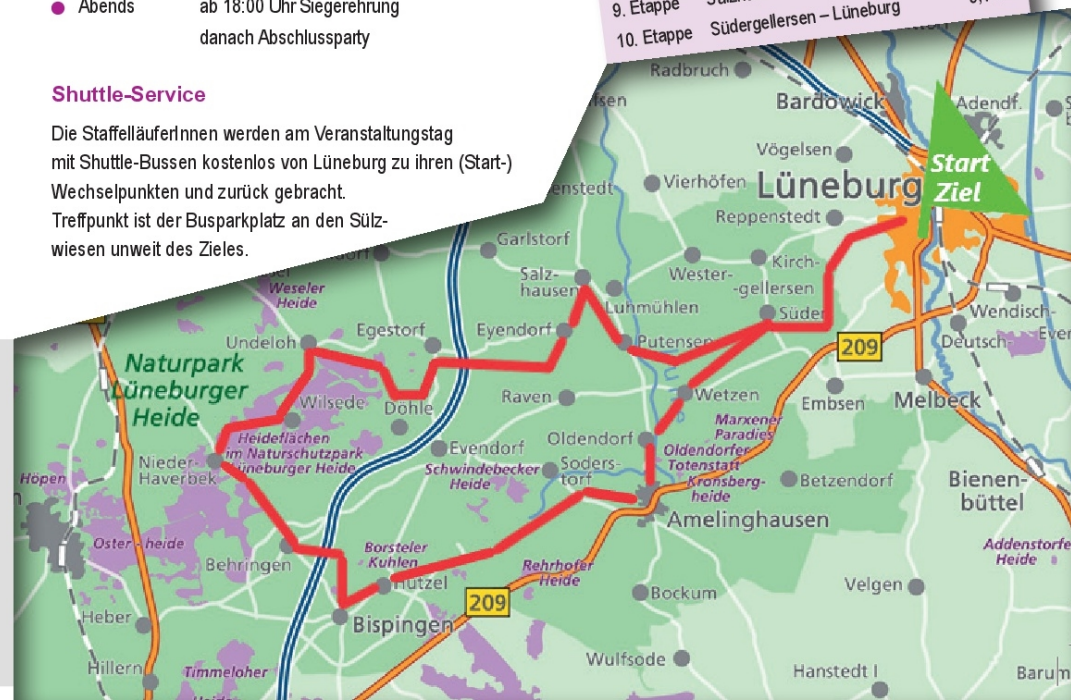 Abends ab 18:00 Uhr Siegerehrung
danach Abschlussparty
9. Etappe
10. Etappe Südergellersen – Lüneburg
Shuttle-Service
Die StaffelläuferInnen werden am Veranstaltungstag
mit Shuttle-Bussen kostenlos von Lüneburg zu ihren (Start-)
Wechselpunkten und zurück gebracht.
Treffpunkt ist der Busparkplatz an den Sülz-
wiesen unweit des Zieles.
Radbruch
Bardowick
Adendf.
Vögelsen
Start
Ziel
Vierhöfen
Lüneburg
Reppenstedt
Garlstorf
Salz-
hausen
Wester-
Kirch-
-gellersen
Weseler
Heide
Luhmühlen
Süder
Wendisch-
Deutsch-
Undeloh
Egestorf
Eyendorf
Putensen
209
Naturpark
Lüneburger
Heide
Wilsede
Döhle
Raven
Wetzen
Embsen
Melbeck
Marxener
Paradies
Heideflächen
im Naturschutzpark
Lüneburger Heide
Evendorf
Oldendorf
Oldendorfer
Totenstatt
Kronsberg-
heide
Nieder-
Haverbek
Höpen
Schwindebecker
Heide
Soders-
torf
Betzendorf
Bienen-
büttel
Amelinghausen
Oster - heide
Behringen
Borsteler
Kuhlen
Hützel
Rehrhofer
Heide
Addenstorfe
Heide
209
Bockum
Velgen
Heber
Bispingen
Hillern
Timmeloher
Wulfsode
Hanstedt I
Barum